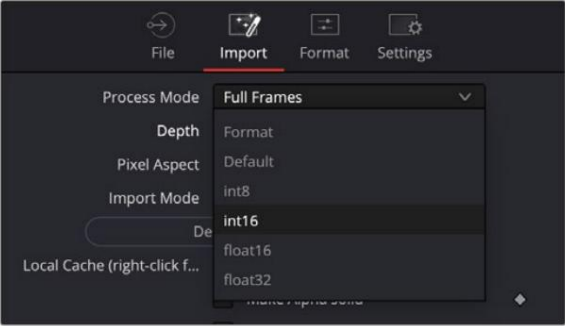 File Import Format Settings
Process Mode Full Frames
Depth Format
Pixel Aspect Default
Import Mode int8
int16
De
float16
Local Cache (right-click f...
float32
Make Alpha Solid